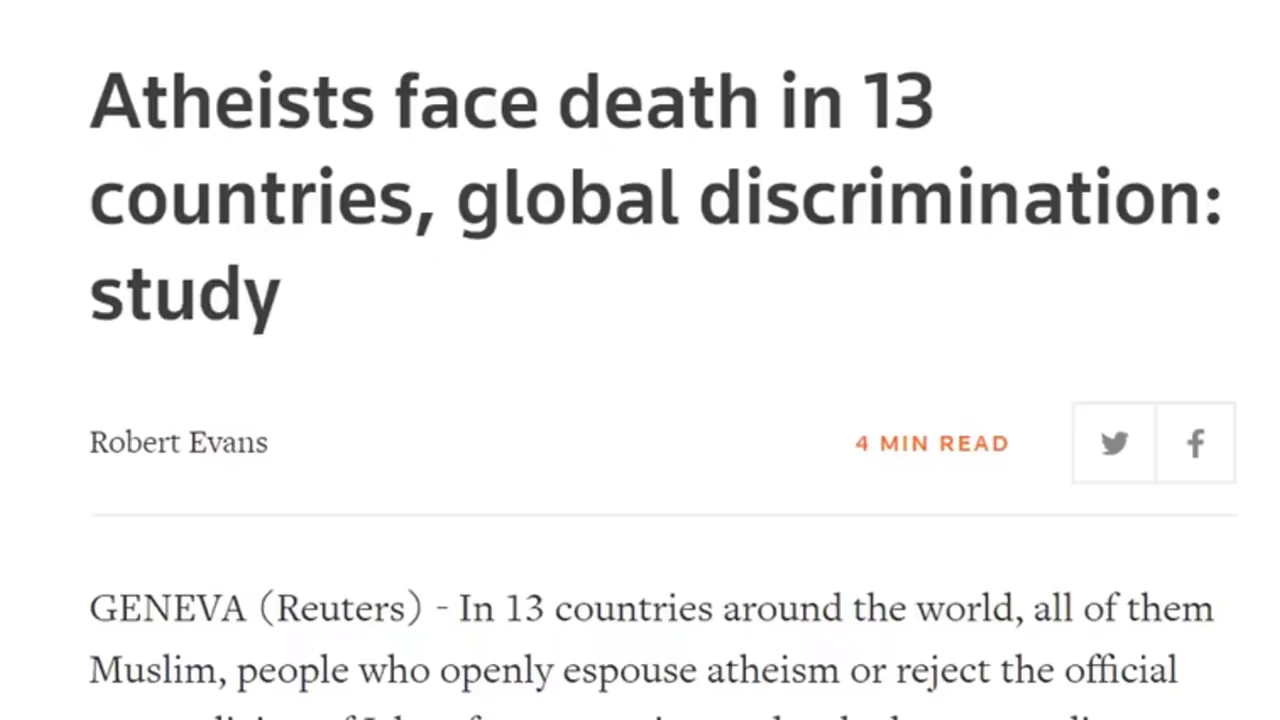 Atheists face death in 13
countries, global discrimination:
study
Robert Evans
4 MIN READ
GENEVA (Reuters) - In 13 countries around the world, all of them
Muslim, people who openly espouse atheism or reject the official